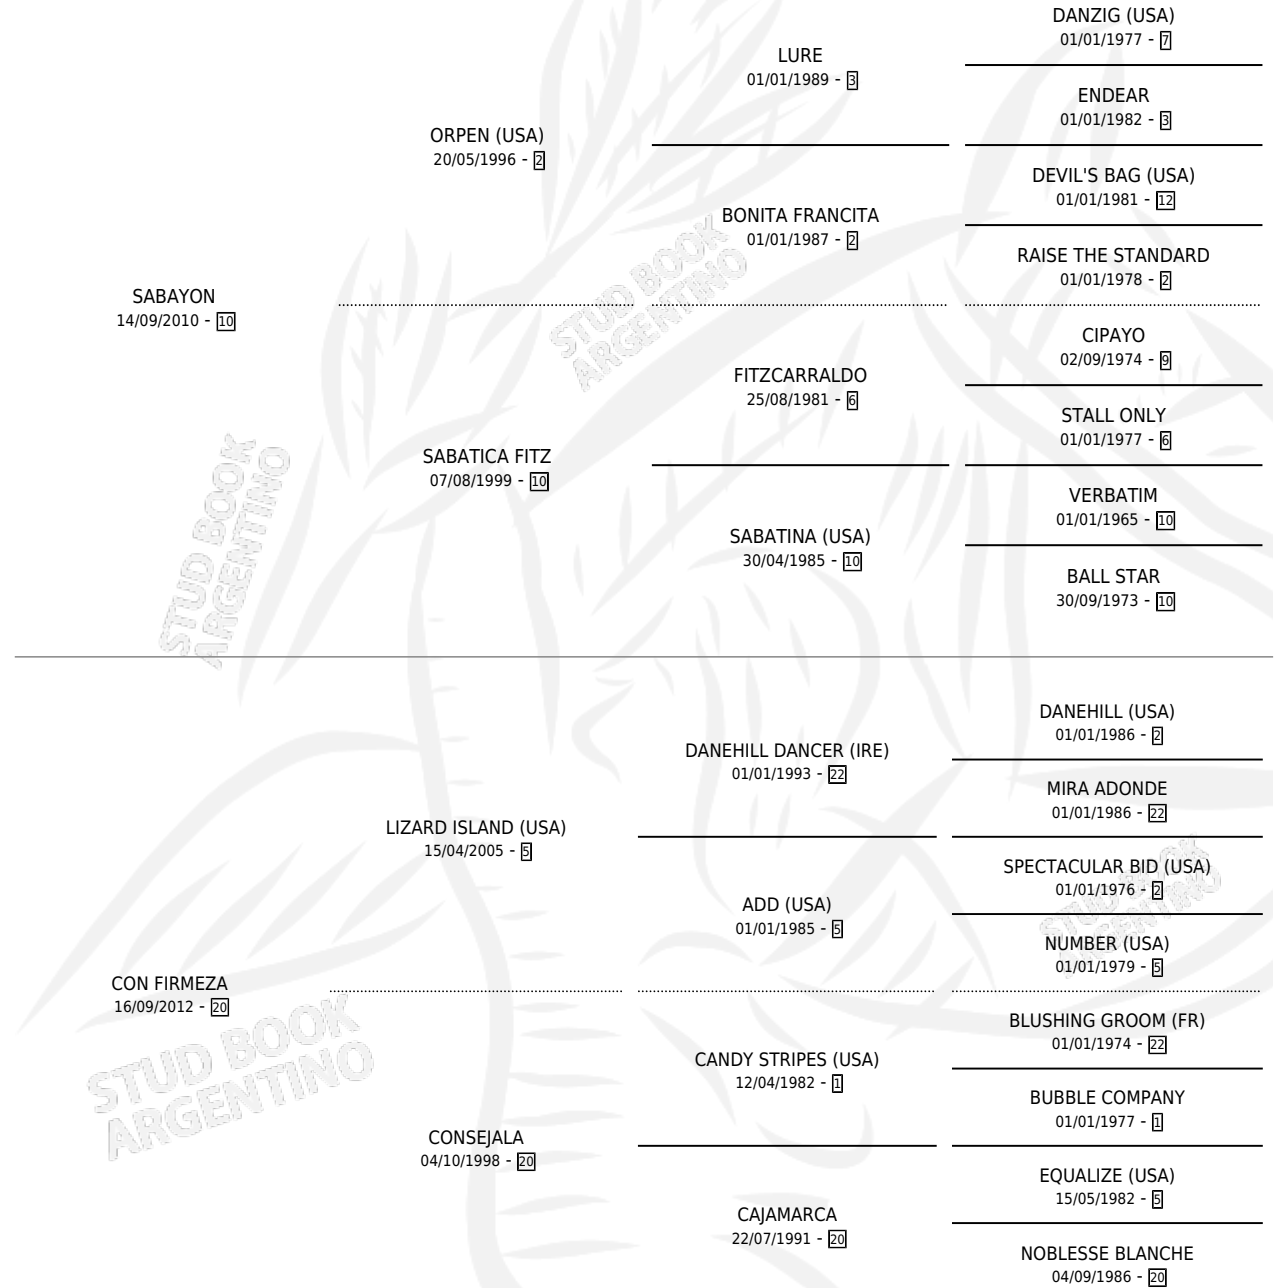 DANZIG (USA)
01/01/1977 - 7
LURE
01/01/1989 - 3
ENDEAR
01/01/1982 - 3
ORPEN (USA)
20/05/1996 - 2
DEVIL'S BAG (USA)
01/01/1981 - 12
BONITA FRANCITA
01/01/1987 - 2
RAISE THE STANDARD
01/01/1978 - 2
SABAYON
14/09/2010 - 10
STUD BOOK
ARGENTINO
CIPAYO
02/09/1974 - 9
FITZCARRALDO
25/08/1981 - 6
STALL ONLY
01/01/1977 - 6
SABATICA FITZ
07/08/1999 - 10
VERBATIM
01/01/1965 - 10
SABATINA (USA)
30/04/1985 - 10
BALL STAR
30/09/1973 - 10
STUD BOOK
ARGENTINO
DANEHILL (USA)
01/01/1986 - 2
DANEHILL DANCER (IRE)
01/01/1993 - 22
MIRA ADONDE
01/01/1986 - 22
LIZARD ISLAND (USA)
15/04/2005 - 5
SPECTACULAR BID (USA)
01/01/1976 - 2
ADD (USA)
01/01/1985 - 5
NUMBER (USA)
01/01/1979 - 5
STUD BOOK
ARGENTINO
CON FIRMEZA
16/09/2012 - 20
BLUSHING GROOM (FR)
01/01/1974 - 22
CANDY STRIPES (USA)
12/04/1982 - 1
BUBBLE COMPANY
01/01/1977 - 1
STUD BOOK
ARGENTINO
CONSEJALA
04/10/1998 - 20
EQUALIZE (USA)
15/05/1982 - 5
CAJAMARCA
22/07/1991 - 20
NOBLESSE BLANCHE
04/09/1986 - 20